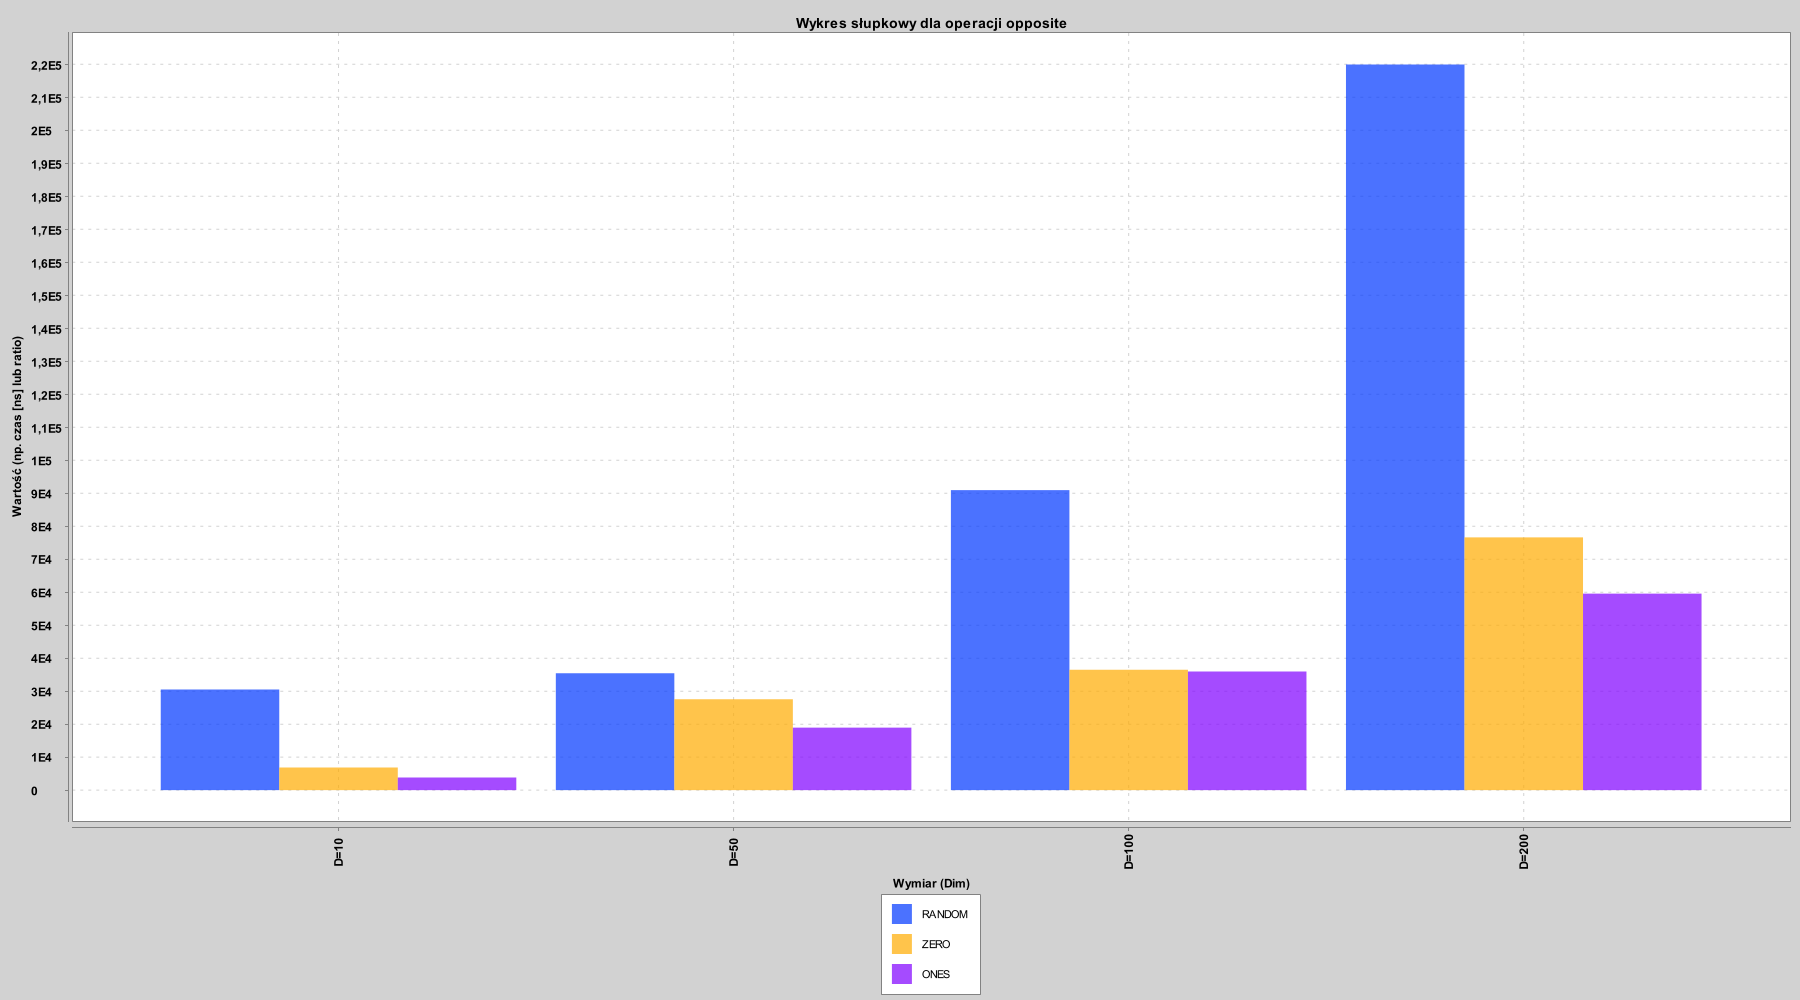 Wykres słupkowy dla operacji opposite
Wartość (np. czas [ns] lub ratio)
2,2E5
2,1E5
2E5
1,9E5
1,8E5
1,7E5
1,6E5
1,5E5
1,4E5
1,3E5
1,2E5
1,1E5
1E5
9E4
8E4
7E4
6E4
5E4
4E4
3E4
2E4
1E4
0
D=10
D=50
D=100
D=200
Wymiar (Dim)
RANDOM
ZERO
ONES